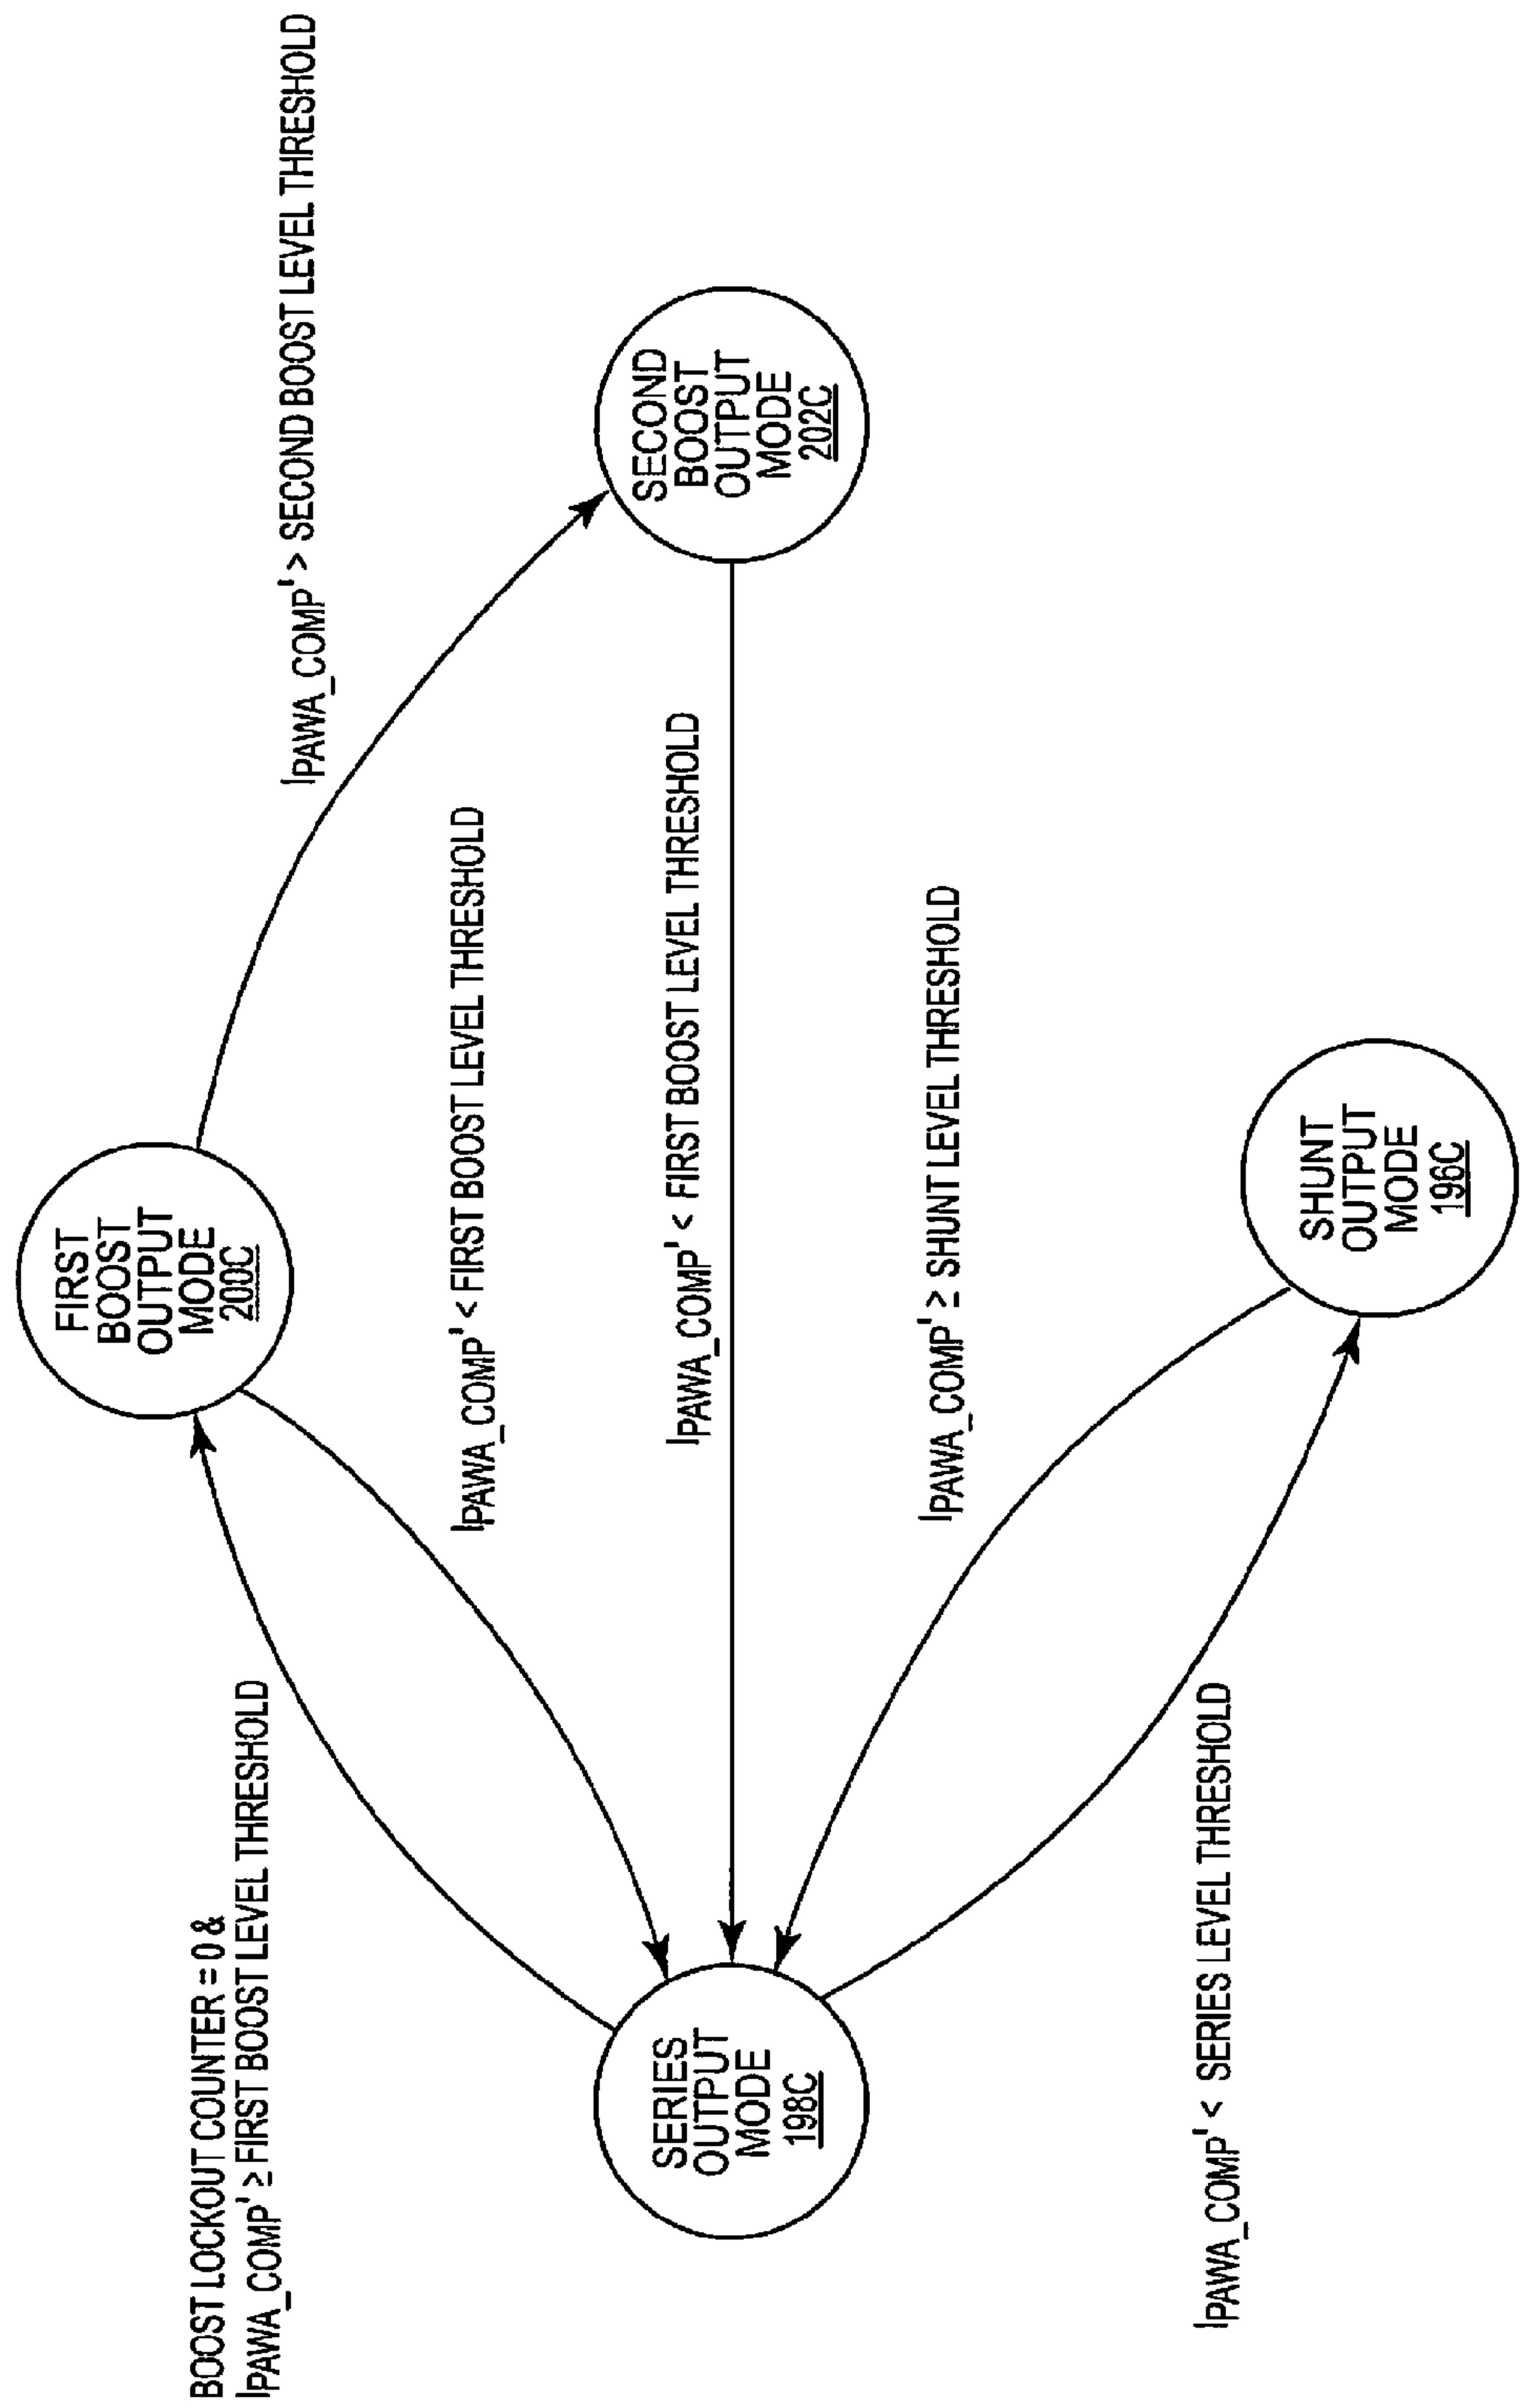 BOOST LOCKOUT COUNTER = 0 &
IPAWA_COMP' ≥ FIRST BOOST LEVEL THRESHOLD
FIRST
BOOST
OUTPUT
MODE
200C
IPAWA_COMP' > SECOND BOOST LEVEL THRESHOLD
IPAWA_COMP' < FIRST BOOST LEVEL THRESHOLD
SERIES
OUTPUT
MODE
198C
IPAWA_COMP' < FIRST BOOST LEVEL THRESHOLD
SECOND
BOOST
OUTPUT
MODE
202C
IPAWA_COMP' ≥ SHUNT LEVEL THRESHOLD
IPAWA_COMP' < SERIES LEVEL THRESHOLD
SHUNT
OUTPUT
MODE
196C